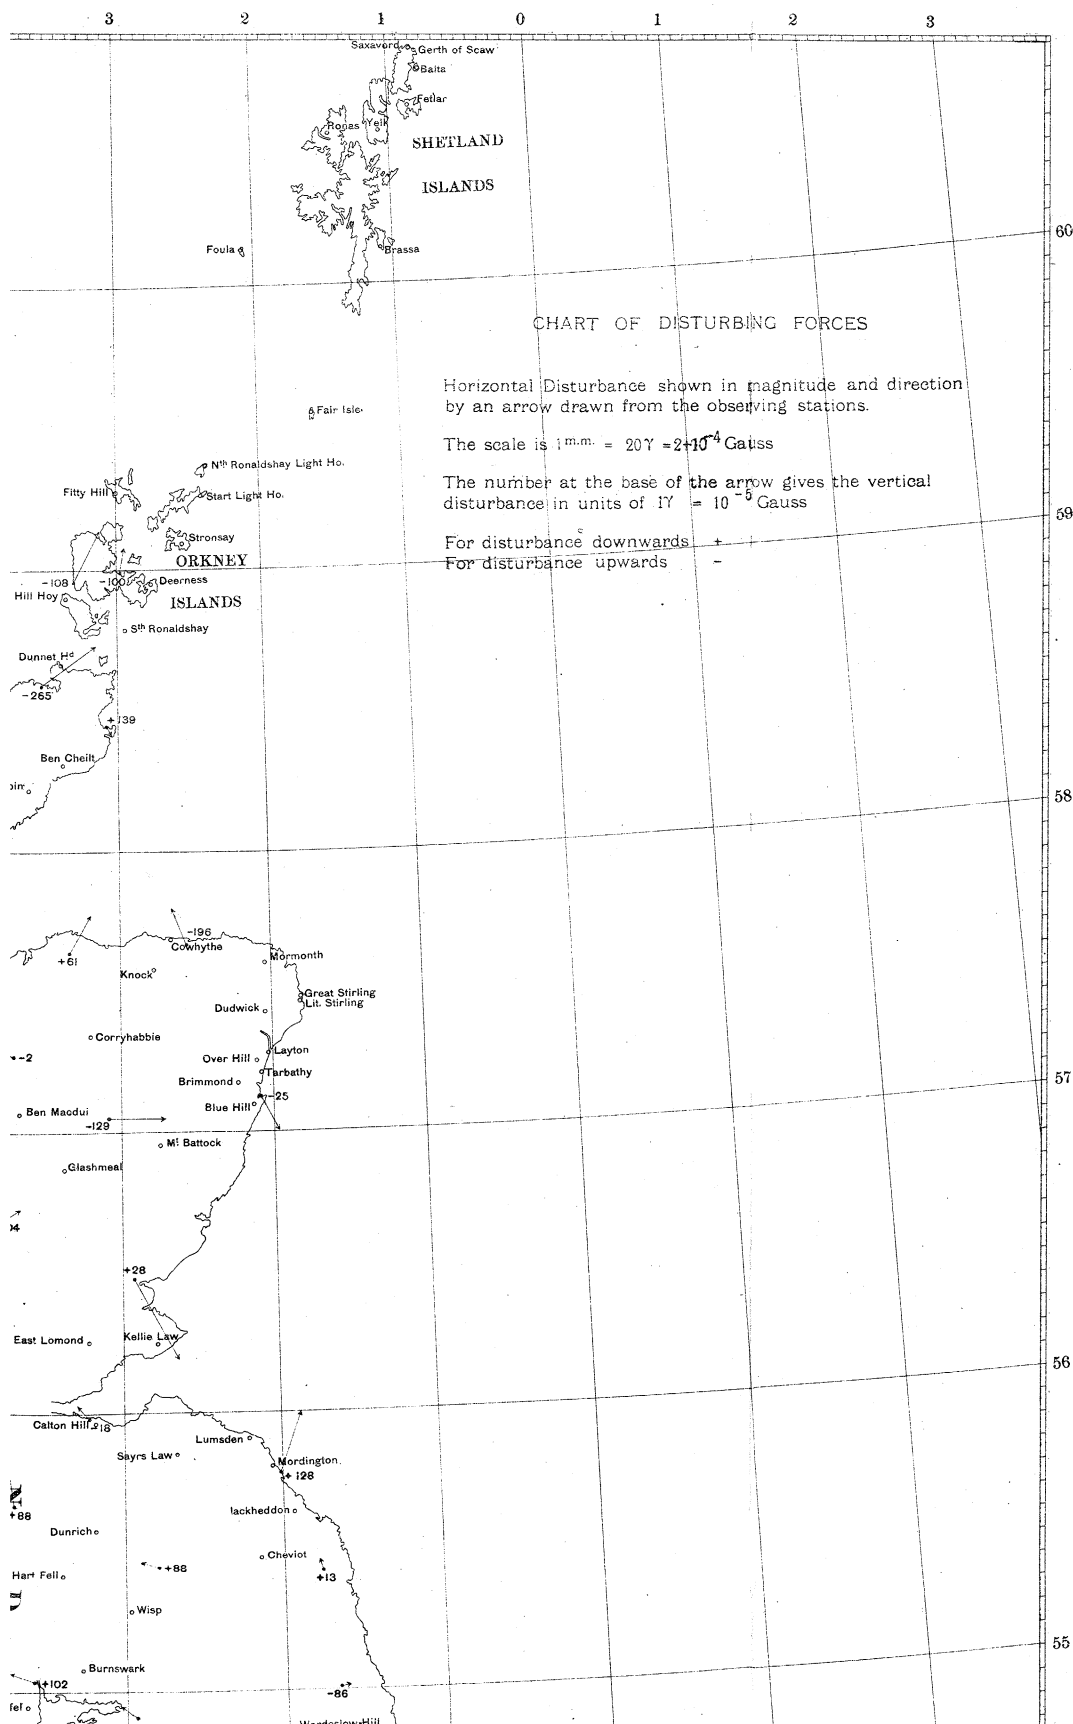 3 2 1 0 1 2 3
Saxavord
Gerth of Scaw
Balta
Fetlar
Ronas Yell
SHETLAND
ISLANDS
60
Foula
Brassa
CHART OF DISTURBING FORCES
Horizontal Disturbance shown in magnitude and direction
by an arrow drawn from the observing stations.
Fair Isle
The scale is 1 m.m. = 20γ = 2+10⁻⁴ Gauss
Nth Ronaldshay Light Ho.
The number at the base of the arrow gives the vertical
disturbance in units of 1γ = 10⁻⁵ Gauss
Fitty Hill
Start Light Ho.
59
Stronsay
For disturbance downwards +
For disturbance upwards -
ORKNEY
-108
-100
Deerness
Hill Hoy
ISLANDS
Sth Ronaldshay
Dunnet Hd
-265
+139
Ben Cheilt
58
-196
Cowhythe
+61
Mormonth
Knock
Great Stirling
Lit. Stirling
Dudwick
Corryhabbie
Layton
-2
Over Hill
Tarbathy
57
Brimmond
-25
Blue Hill
Ben Macdui
-129
Mt Battock
Glashmeal
+28
East Lomond
Kellie Law
56
Calton Hill
-18
Lumsden
Sayrs Law
Mordington
+128
lackheddon
+88
Dunrich
Cheviot
+88
Hart Fell
+13
Wisp
55
Burnswark
+102
-86